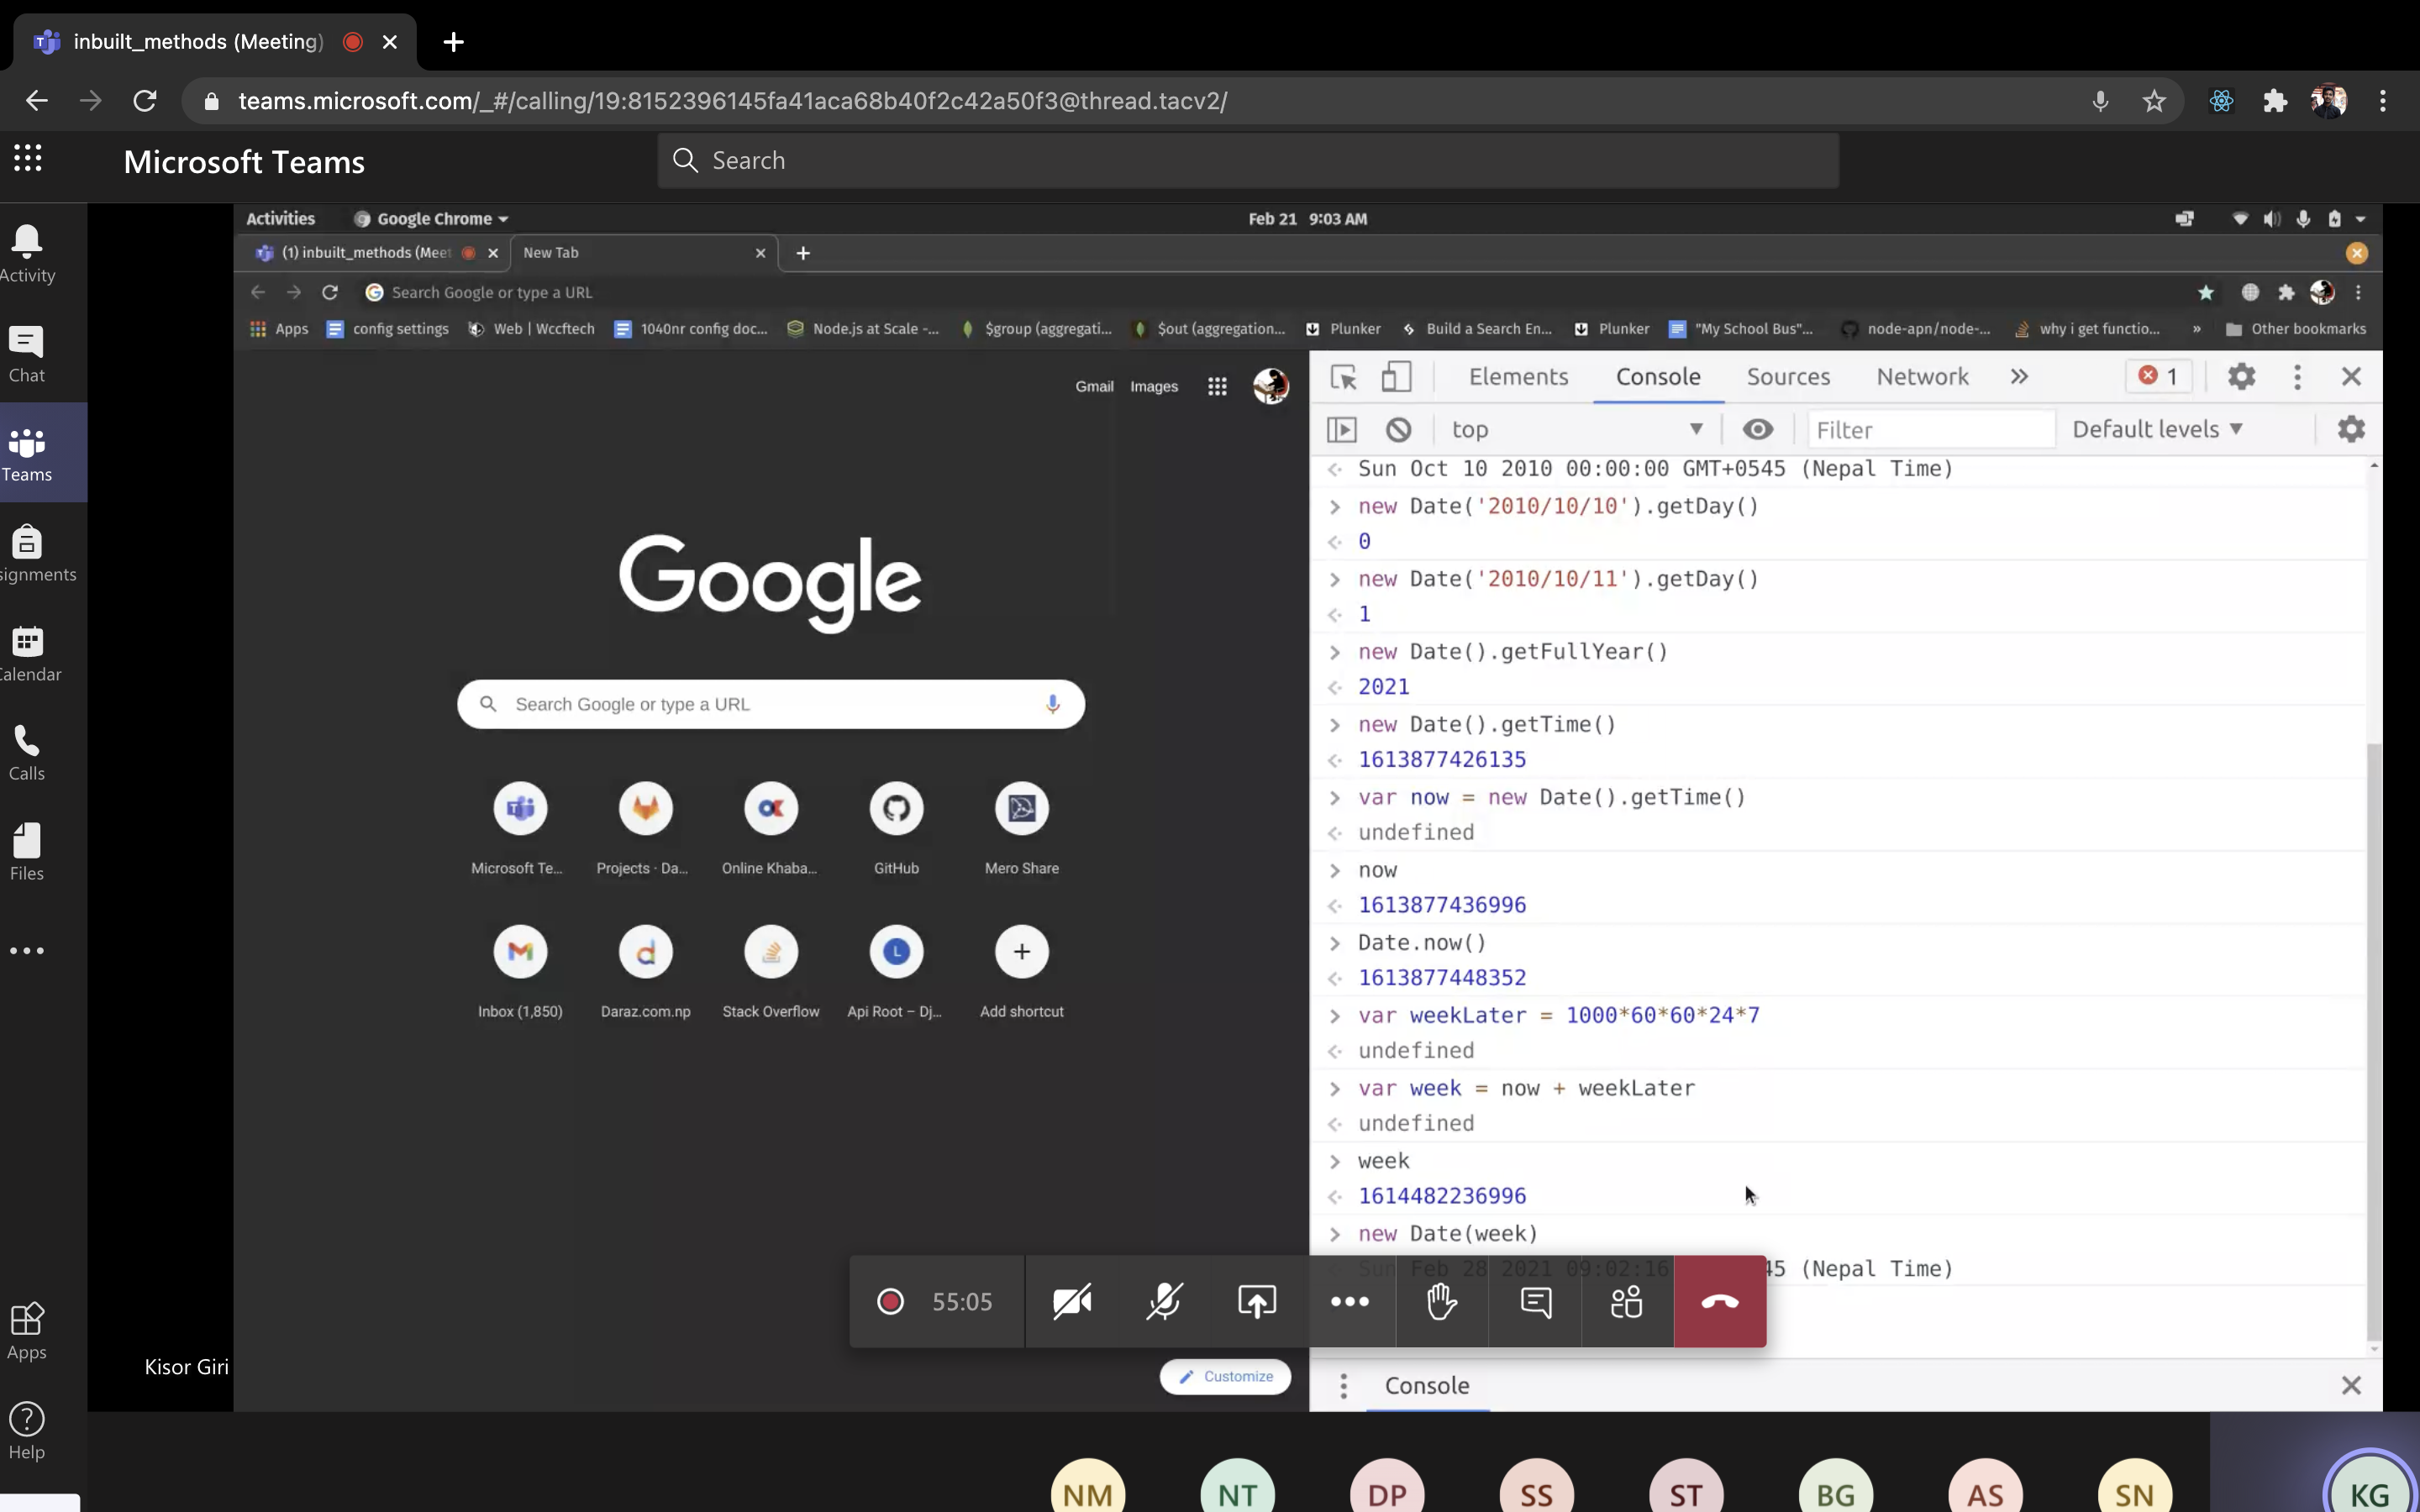 inbuilt_methods (Meeting)
teams.microsoft.com/_#/calling/19:8152396145fa41aca68b40f2c42a50f3@thread.tacv2/
Microsoft Teams
Search
Activity
Chat
Teams
signments
Calendar
Calls
Files
Apps
Help
Activities
Google Chrome
Feb 21 9:03 AM
(1) inbuilt_methods (Meet
New Tab
Search Google or type a URL
Apps
config settings
Web | Wccftech
1040nr config doc...
Node.js at Scale -...
$group (aggregati...
$out (aggregation...
Plunker
Build a Search En...
Plunker
"My School Bus"...
node-apn/node-...
why i get functio...
»
Other bookmarks
Gmail
Images
Google
Search Google or type a URL
Microsoft Te...
Projects · Da...
Online Khaba...
GitHub
Mero Share
Inbox (1,850)
Daraz.com.np
Stack Overflow
Api Root – Dj...
Add shortcut
Customize
Elements
Console
Sources
Network
»
1
top
Filter
Default levels
Sun Oct 10 2010 00:00:00 GMT+0545 (Nepal Time)
new Date('2010/10/10').getDay()
0
new Date('2010/10/11').getDay()
1
new Date().getFullYear()
2021
new Date().getTime()
1613877426135
var now = new Date().getTime()
undefined
now
1613877436996
Date.now()
1613877448352
var weekLater = 1000*60*60*24*7
undefined
var week = now + weekLater
undefined
week
1614482236996
new Date(week)
Sun Feb 28 2021 09:02:16 45 (Nepal Time)
55:05
Console
Kisor Giri
NM
NT
DP
SS
ST
BG
AS
SN
KG